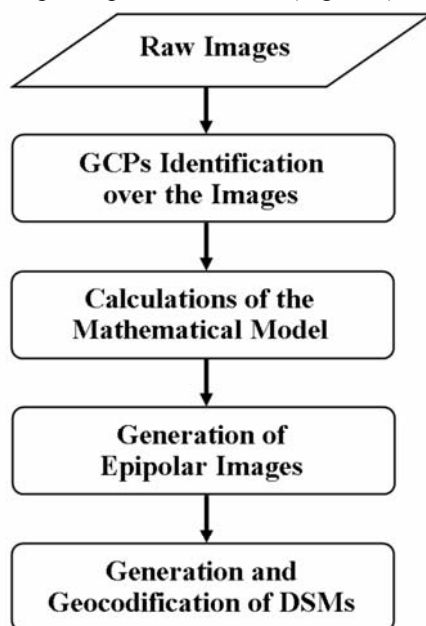 Raw Images
GCPs Identification
over the Images
Calculations of the
Mathematical Model
Generation of
Epipolar Images
Generation and
Geocodification of DSMs